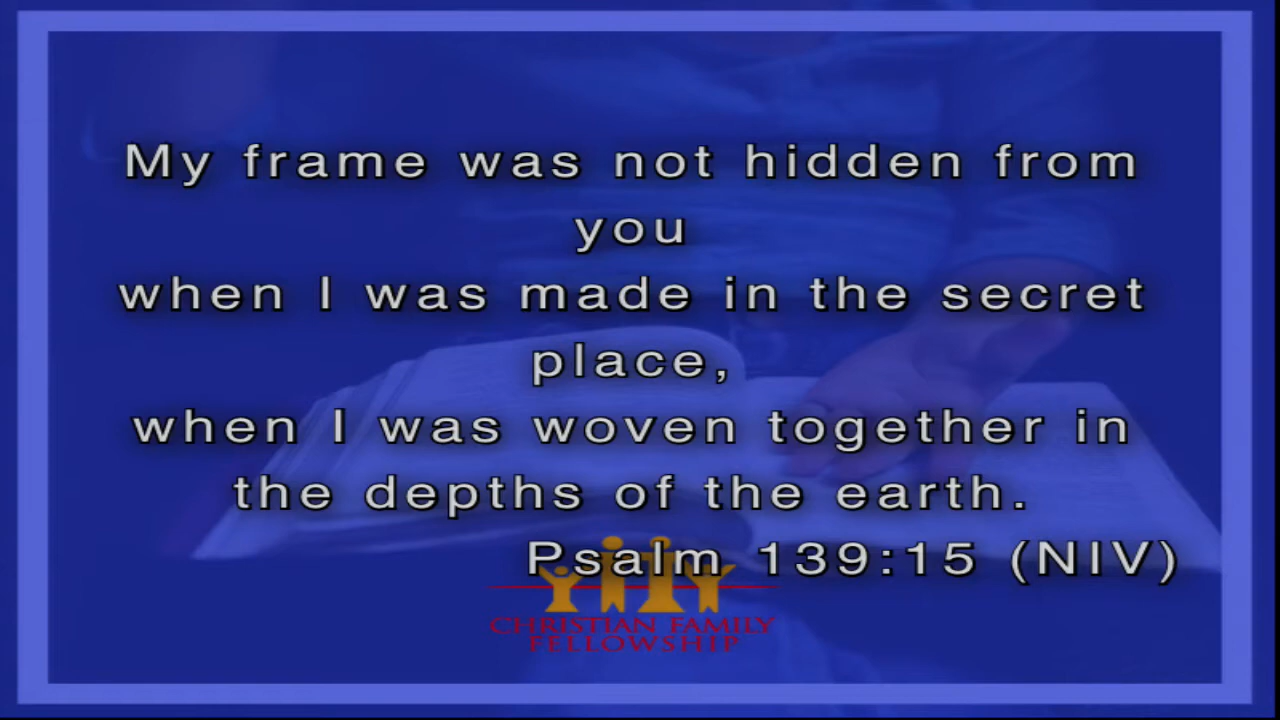 My frame was not hidden from
you
when I was made in the secret
place,
when I was woven together in
the depths of the earth.
Psalm 139:15 (NIV)
CHRISTIAN FAMILY
FELLOWSHIP